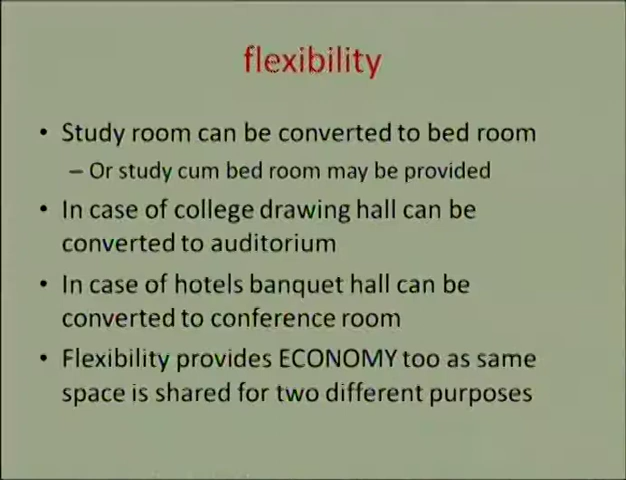 flexibility
• Study room can be converted to bed room
– Or study cum bed room may be provided
• In case of college drawing hall can be
converted to auditorium
• In case of hotels banquet hall can be
converted to conference room
• Flexibility provides ECONOMY too as same
space is shared for two different purposes